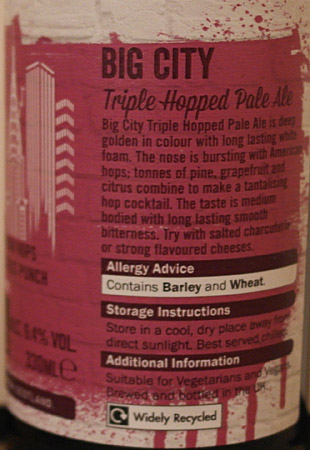 BIG CITY
Triple Hopped Pale Ale
Big City Triple Hopped Pale Ale is deep
golden in colour with long lasting white
foam. The nose is bursting with American
hops; tonnes of pine, grapefruit and
citrus combine to make a tantalising
hop cocktail. The taste is medium
bodied with long lasting smooth
bitterness. Try with salted charcuterie
or strong flavoured cheeses.
Allergy Advice
Contains Barley and Wheat.
Storage Instructions
Store in a cool, dry place away from
direct sunlight. Best served chilled.
Additional Information
Suitable for Vegetarians and Vegans.
Brewed and bottled in the UK.
Widely Recycled
HOPS
PUNCH
% VOL
330ML e